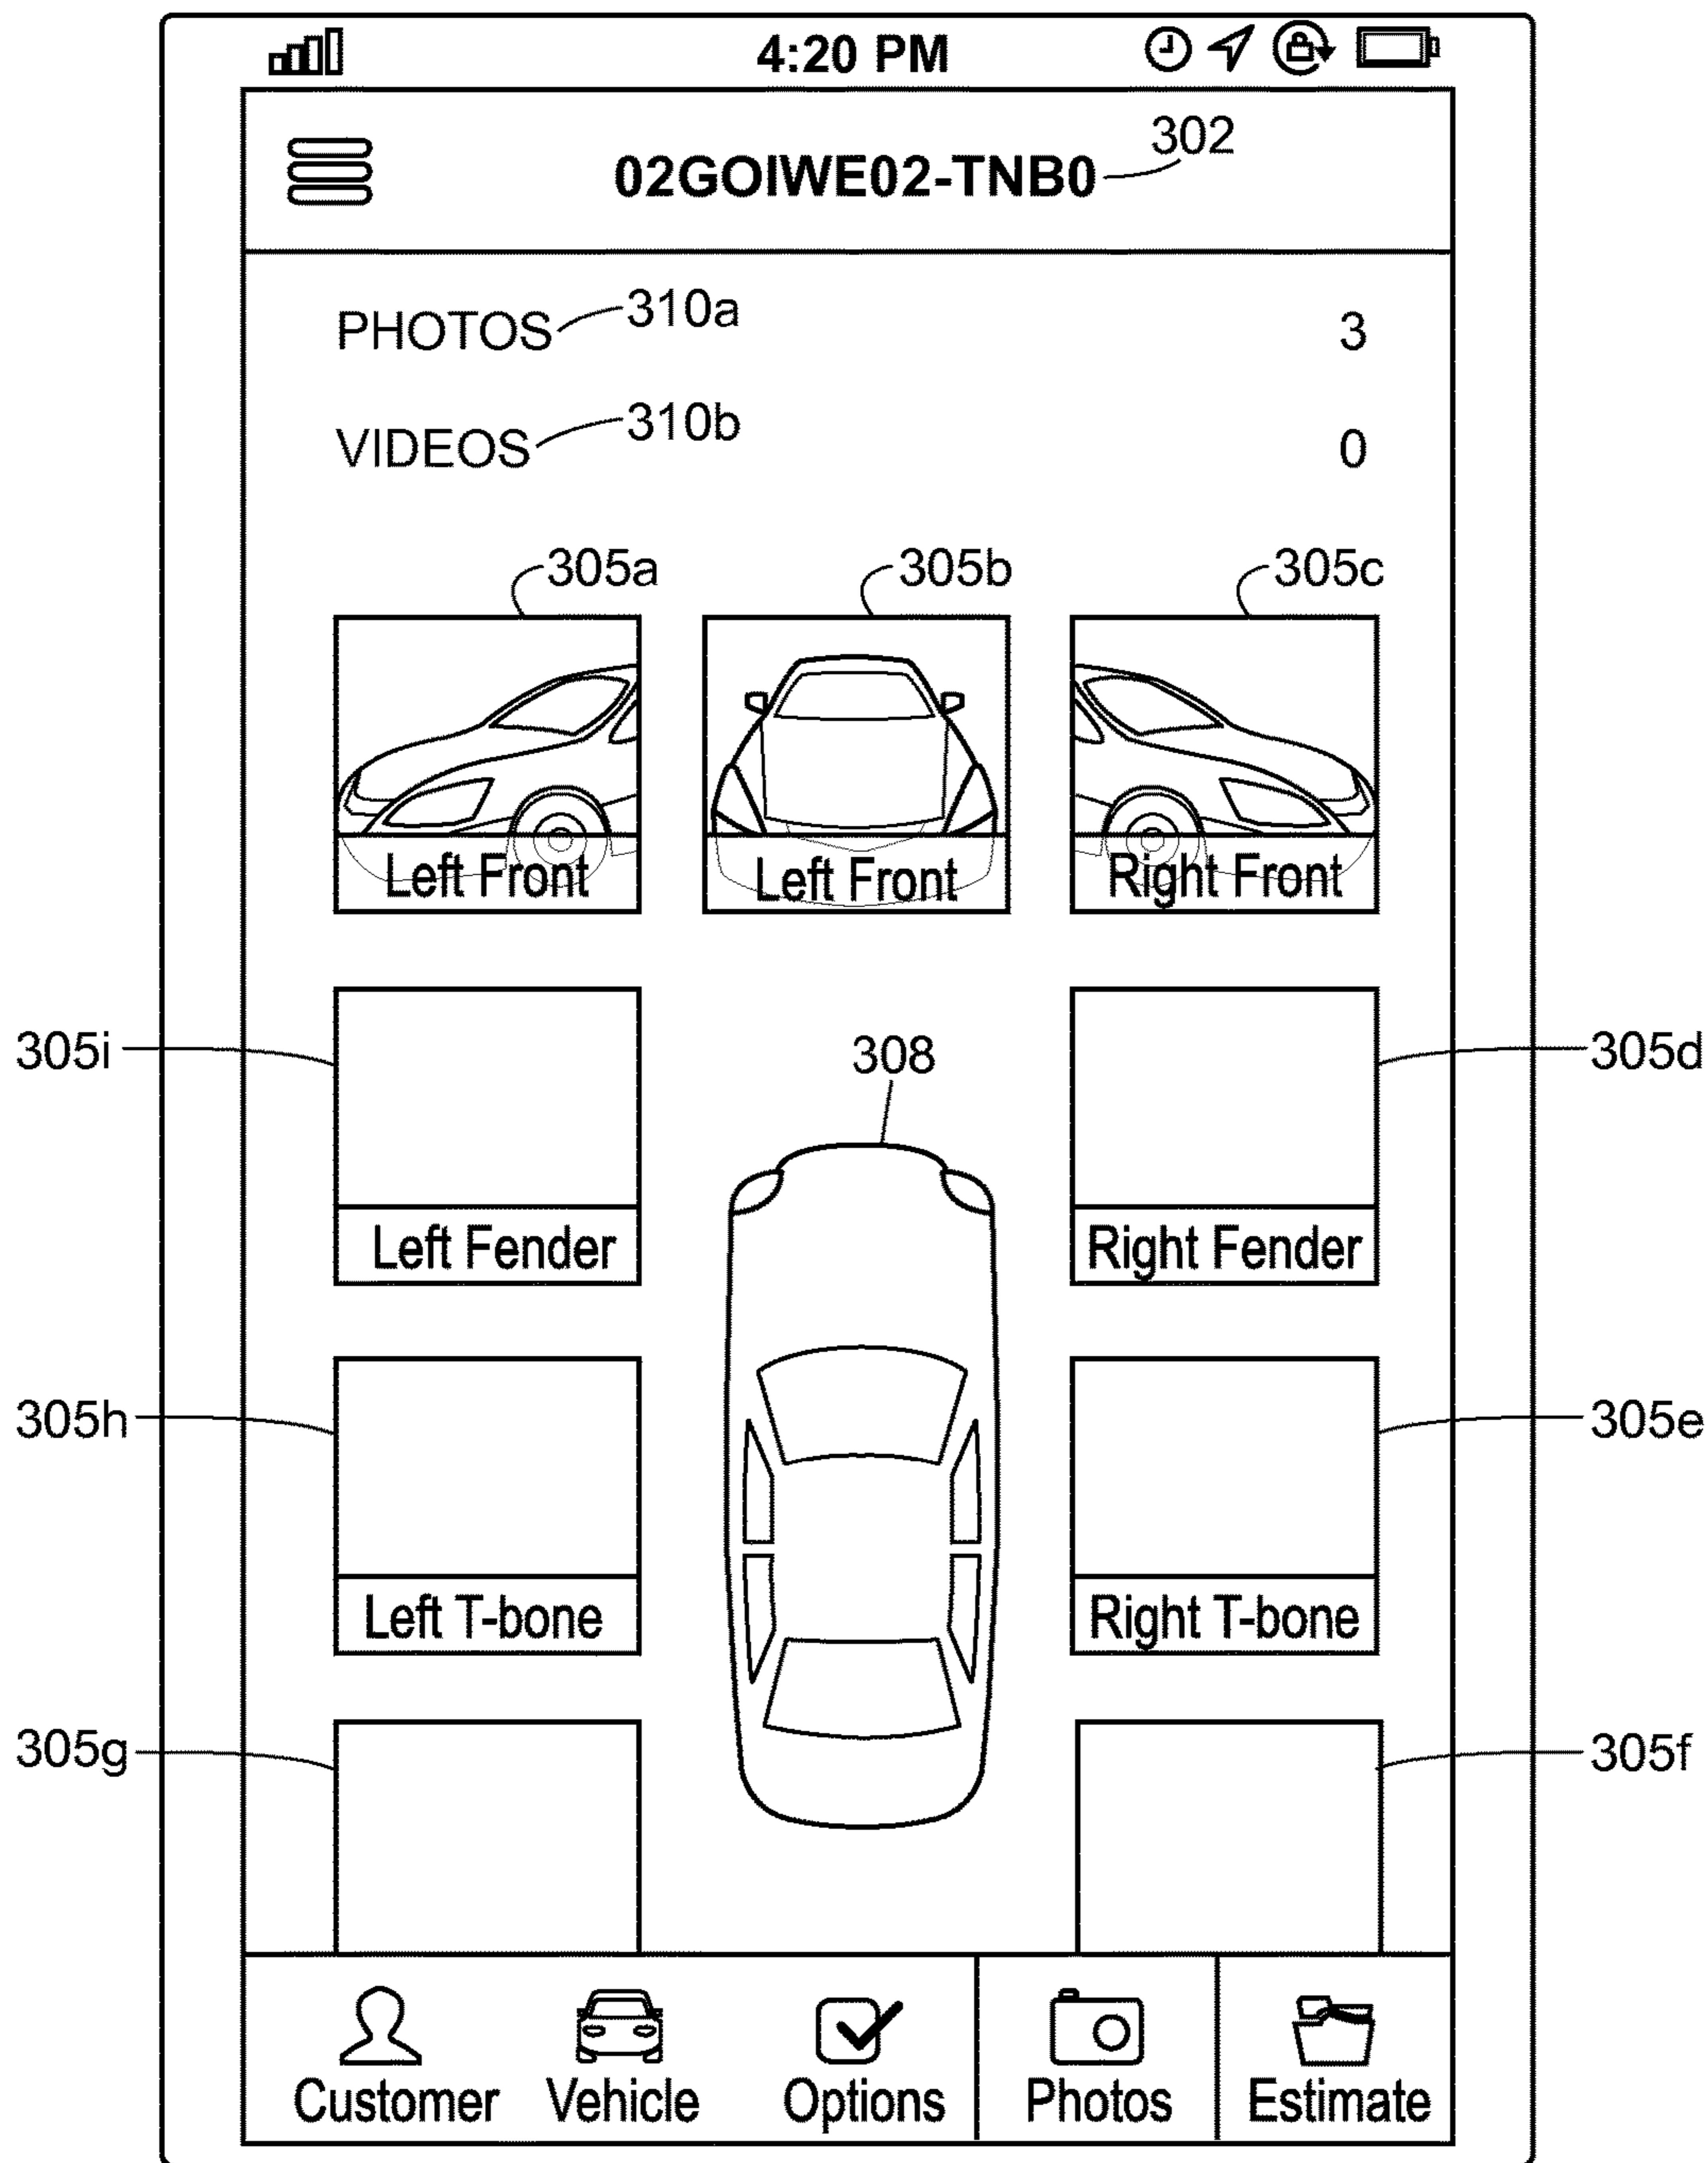 4:20 PM
302
02GOIWE02-TNB0
PHOTOS 310a 3
VIDEOS 310b 0
305a 305b 305c
Left Front Left Front Right Front
305i 308 305d
Left Fender Right Fender
305h 305e
Left T-bone Right T-bone
305g 305f
Customer Vehicle Options Photos Estimate